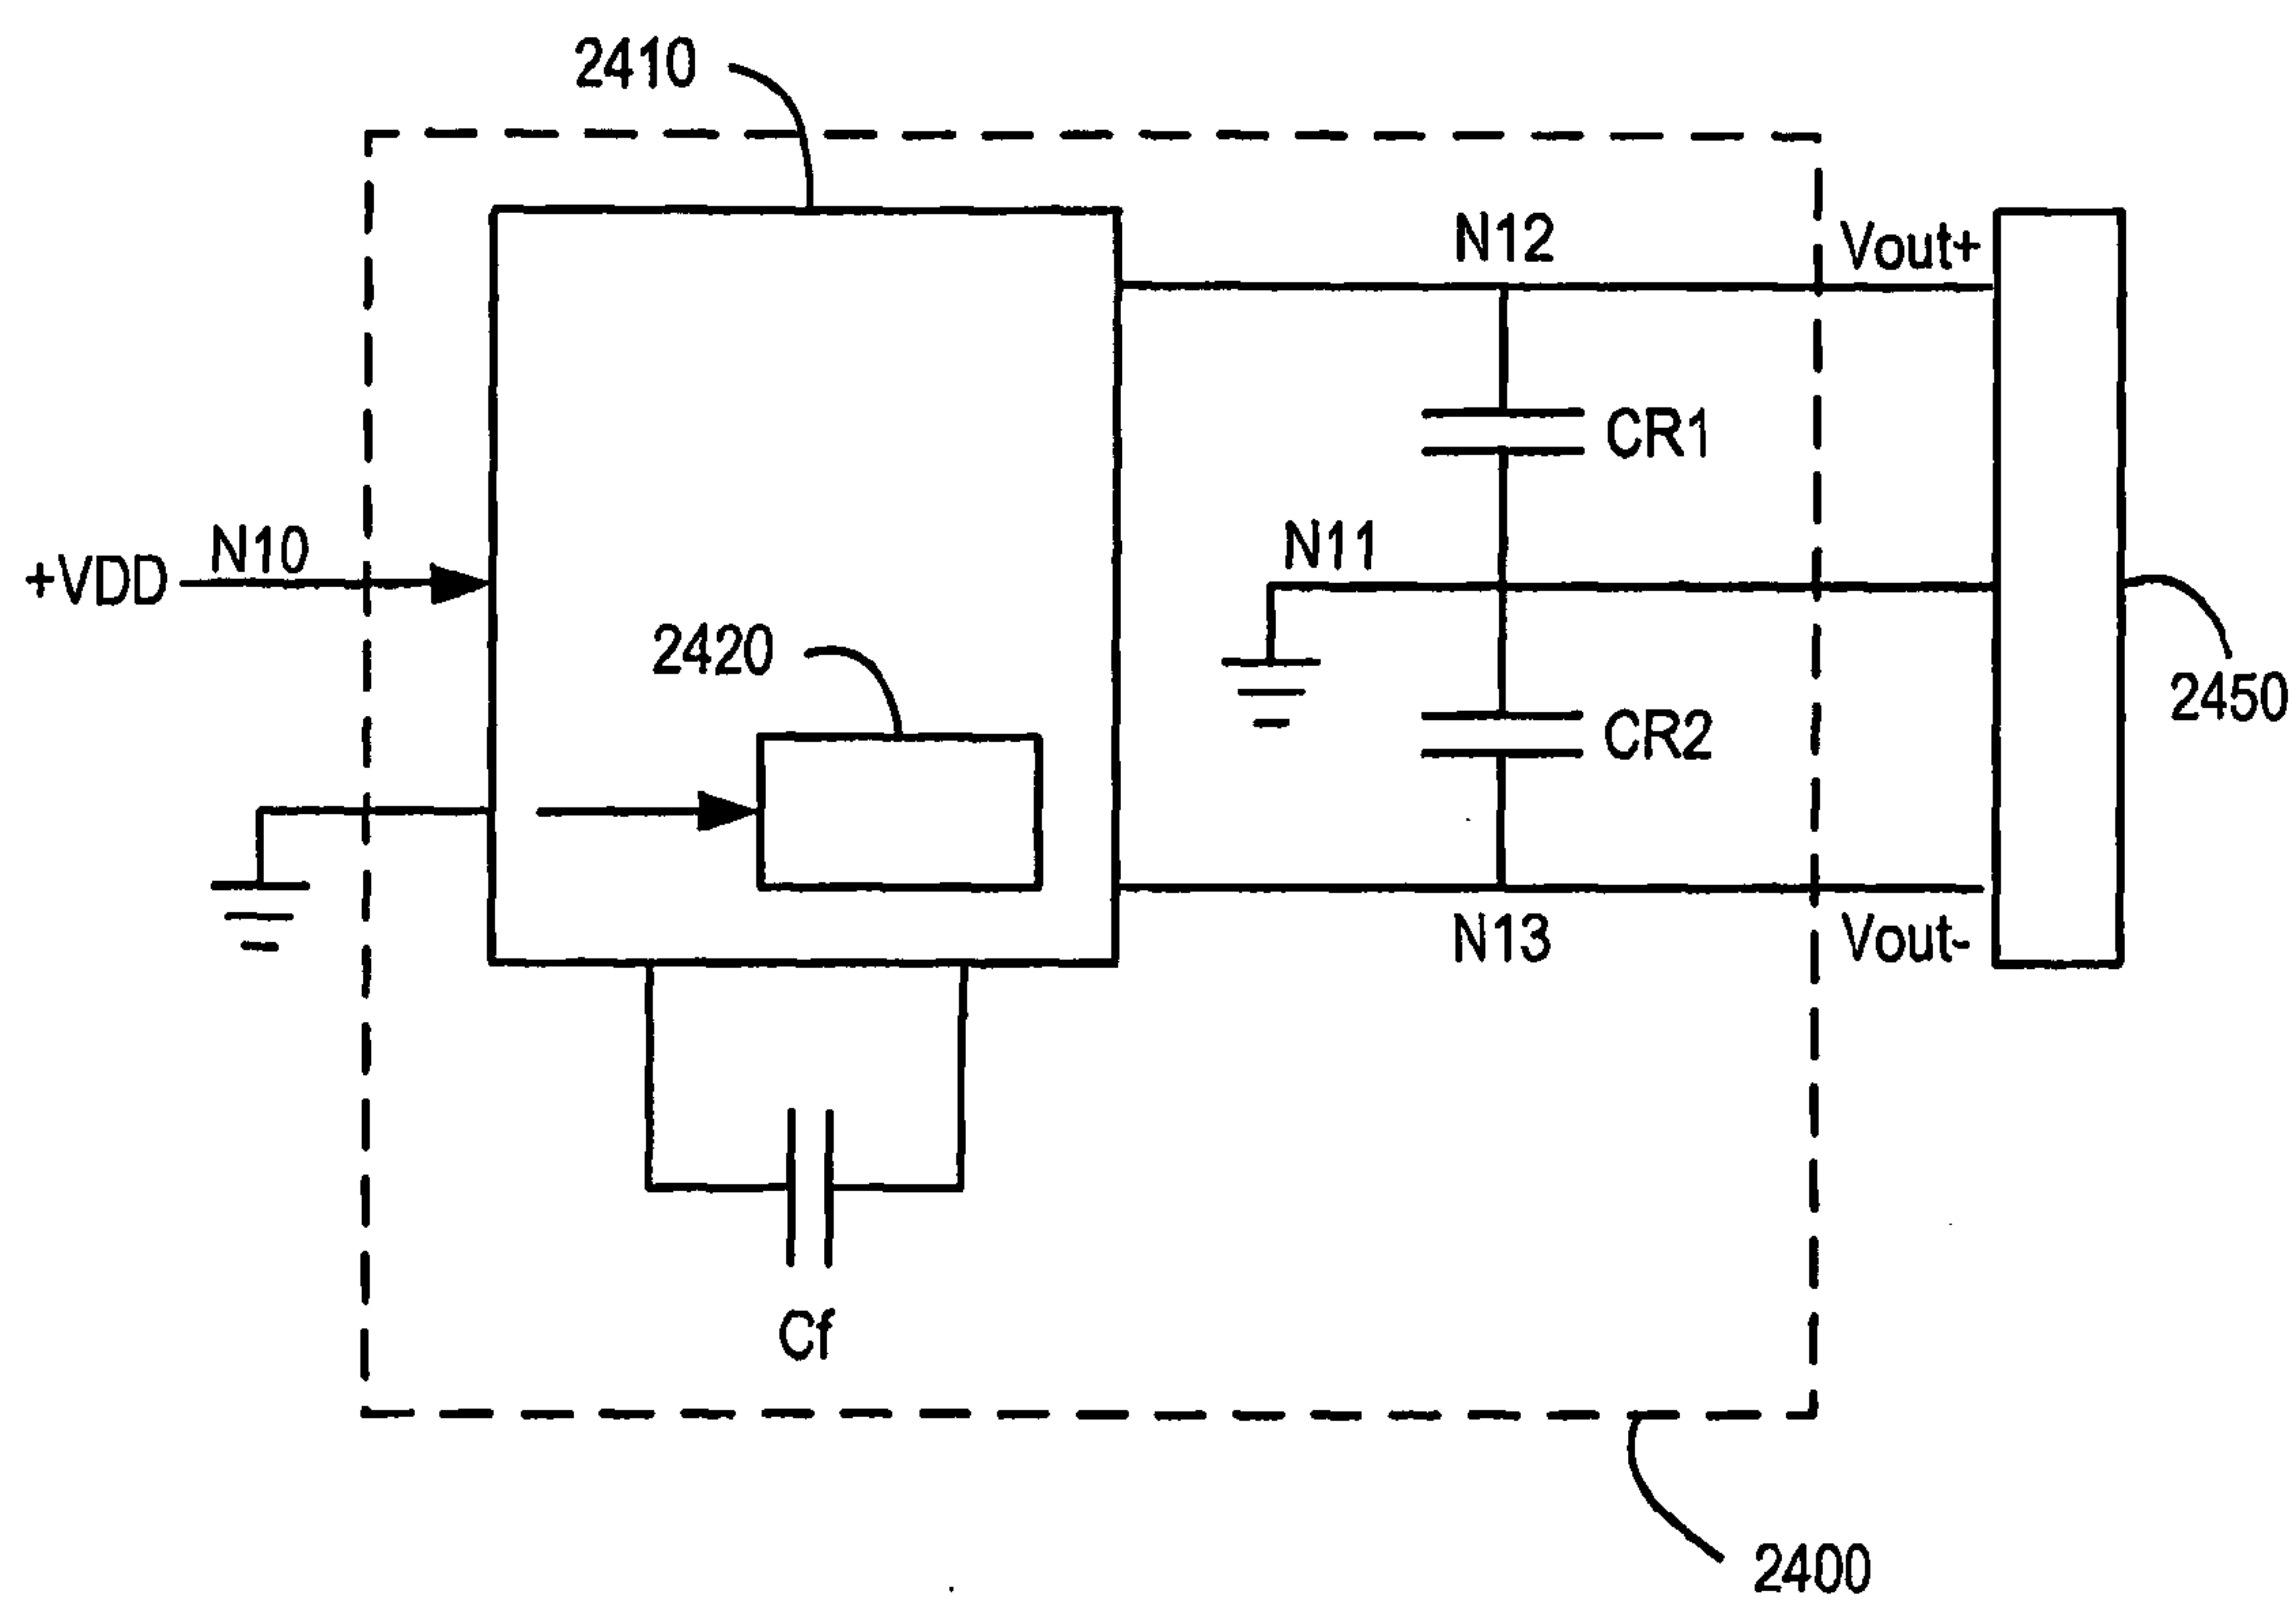 2410
N12
Vout+
CR1
N10
+VDD
N11
2420
2450
CR2
N13
Vout-
Cf
2400